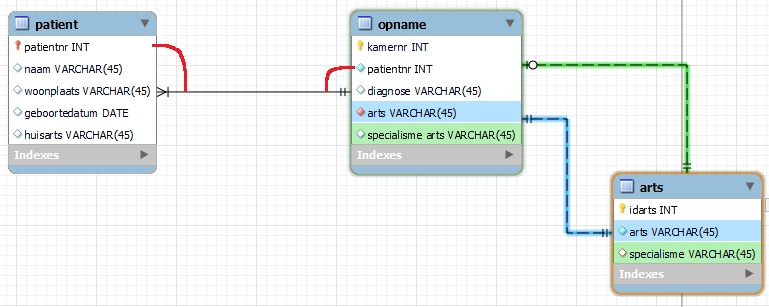 patient
patientnr INT
naam VARCHAR(45)
woonplaats VARCHAR(45)
geboortedatum DATE
huisarts VARCHAR(45)
Indexes
opname
kamernr INT
patientnr INT
diagnose VARCHAR(45)
arts VARCHAR(45)
specialisme arts VARCHAR(45)
Indexes
arts
idarts INT
arts VARCHAR(45)
specialisme VARCHAR(45)
Indexes